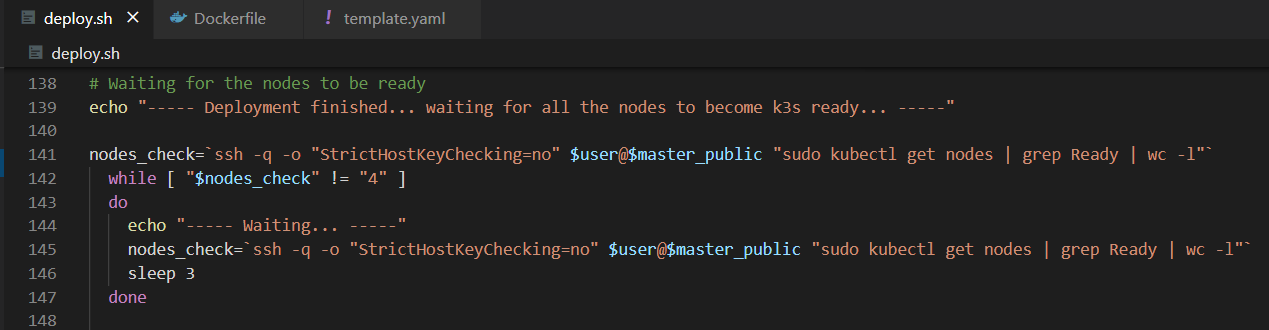 deploy.sh × Dockerfile ! template.yaml
deploy.sh
138 # Waiting for the nodes to be ready
139 echo "----- Deployment finished... waiting for all the nodes to become k3s ready... -----"
140
141 nodes_check=`ssh -q -o "StrictHostKeyChecking=no" $user@$master_public "sudo kubectl get nodes | grep Ready | wc -l"`
142 while [ "$nodes_check" != "4" ]
143 do
144 echo "----- Waiting... -----"
145 nodes_check=`ssh -q -o "StrictHostKeyChecking=no" $user@$master_public "sudo kubectl get nodes | grep Ready | wc -l"`
146 sleep 3
147 done
148